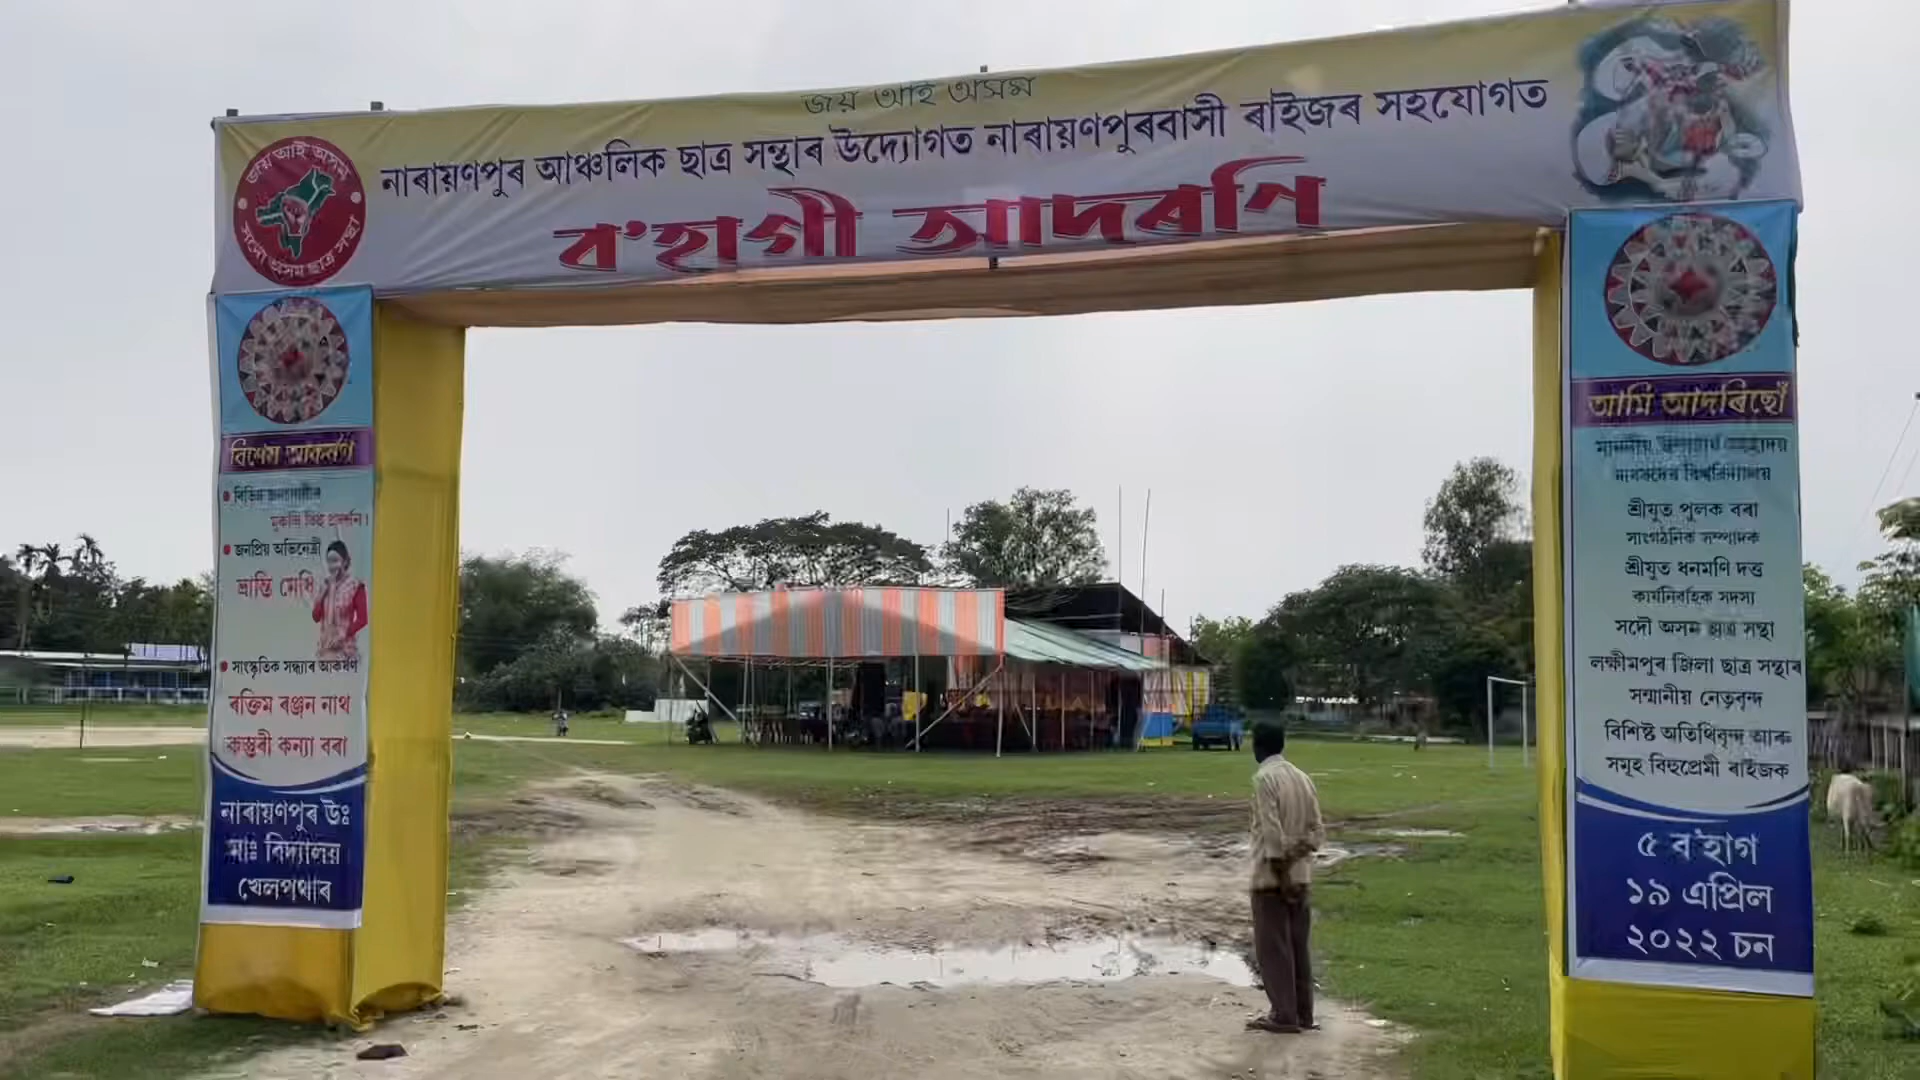 জয় আই অসম
নাৰায়ণপুৰ আঞ্চলিক ছাত্ৰ সন্থাৰ উদ্যোগত নাৰায়ণপুৰবাসী ৰাইজৰ সহযোগত
ব'হাগী আদৰণি
জয় আই অসম
সদৌ অসম ছাত্ৰ সন্থা
বিশেষ আকৰ্ষণ
জনপ্ৰিয় অভিনেত্ৰী
ভ্ৰান্তি মেধি
সাংস্কৃতিক সন্ধ্যাৰ আকৰ্ষণ
ৰক্তিম ৰঞ্জন নাথ
কস্তুৰী কন্যা বৰা
নাৰায়ণপুৰ উঃ
মাঃ বিদ্যালয়
খেলপথাৰ
আমি আদৰিছোঁ
মাননীয়
বিশ্ববিদ্যালয়
শ্ৰীযুত পুলক বৰা
সাংগঠনিক সম্পাদক
শ্ৰীযুত ধনমণি দত্ত
কাৰ্যনিৰ্বাহক সদস্য
সদৌ অসম ছাত্ৰ সন্থা
লক্ষীমপুৰ জিলা ছাত্ৰ সন্থাৰ
সন্মানীয় নেতৃবৃন্দ
বিশিষ্ট অতিথিবৃন্দ আৰু
সমূহ বিহুপ্ৰেমী ৰাইজক
৫ ব'হাগ
১৯ এপ্ৰিল
২০২২ চন